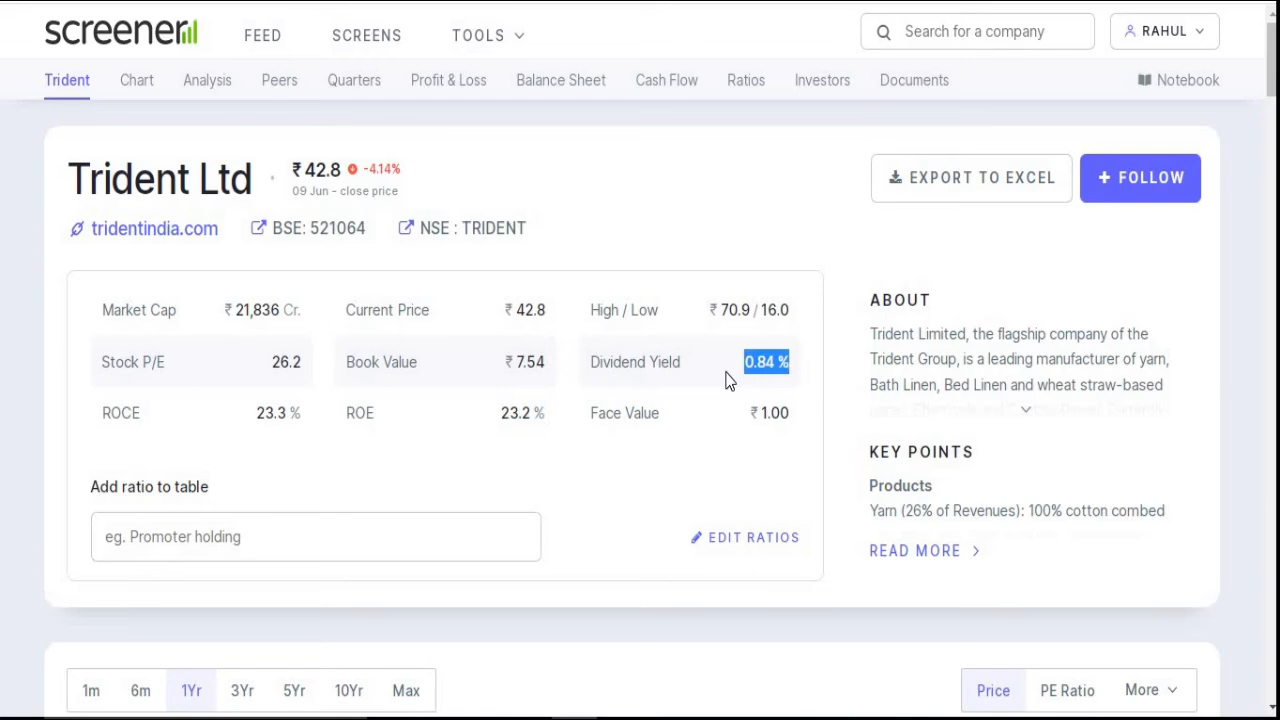 screener
FEED SCREENS TOOLS
Search for a company
RAHUL
Trident Chart Analysis Peers Quarters Profit & Loss Balance Sheet Cash Flow Ratios Investors Documents Notebook
Trident Ltd
₹ 42.8 -4.14%
09 Jun - close price
EXPORT TO EXCEL
+ FOLLOW
tridentindia.com BSE: 521064 NSE : TRIDENT
Market Cap ₹ 21,836 Cr. Current Price ₹ 42.8 High / Low ₹ 70.9 / 16.0
Stock P/E 26.2 Book Value ₹ 7.54 Dividend Yield 0.84 %
ROCE 23.3 % ROE 23.2 % Face Value ₹ 1.00
Add ratio to table
eg. Promoter holding
EDIT RATIOS
ABOUT
Trident Limited, the flagship company of the
Trident Group, is a leading manufacturer of yarn,
Bath Linen, Bed Linen and wheat straw-based
KEY POINTS
Products
Yarn (26% of Revenues): 100% cotton combed
READ MORE
1m 6m 1Yr 3Yr 5Yr 10Yr Max
Price PE Ratio More